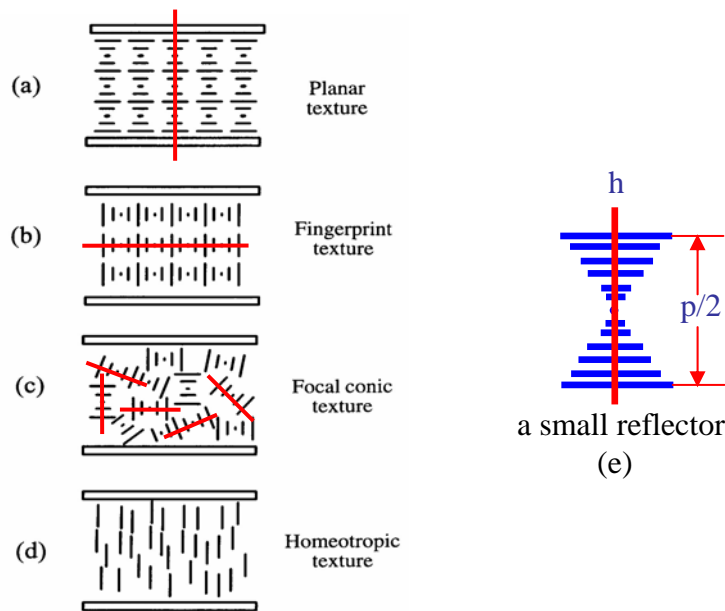 (a)
Planar
texture
(b)
Fingerprint
texture
(c)
Focal conic
texture
(d)
Homeotropic
texture
h
p/2
a small reflector
(e)